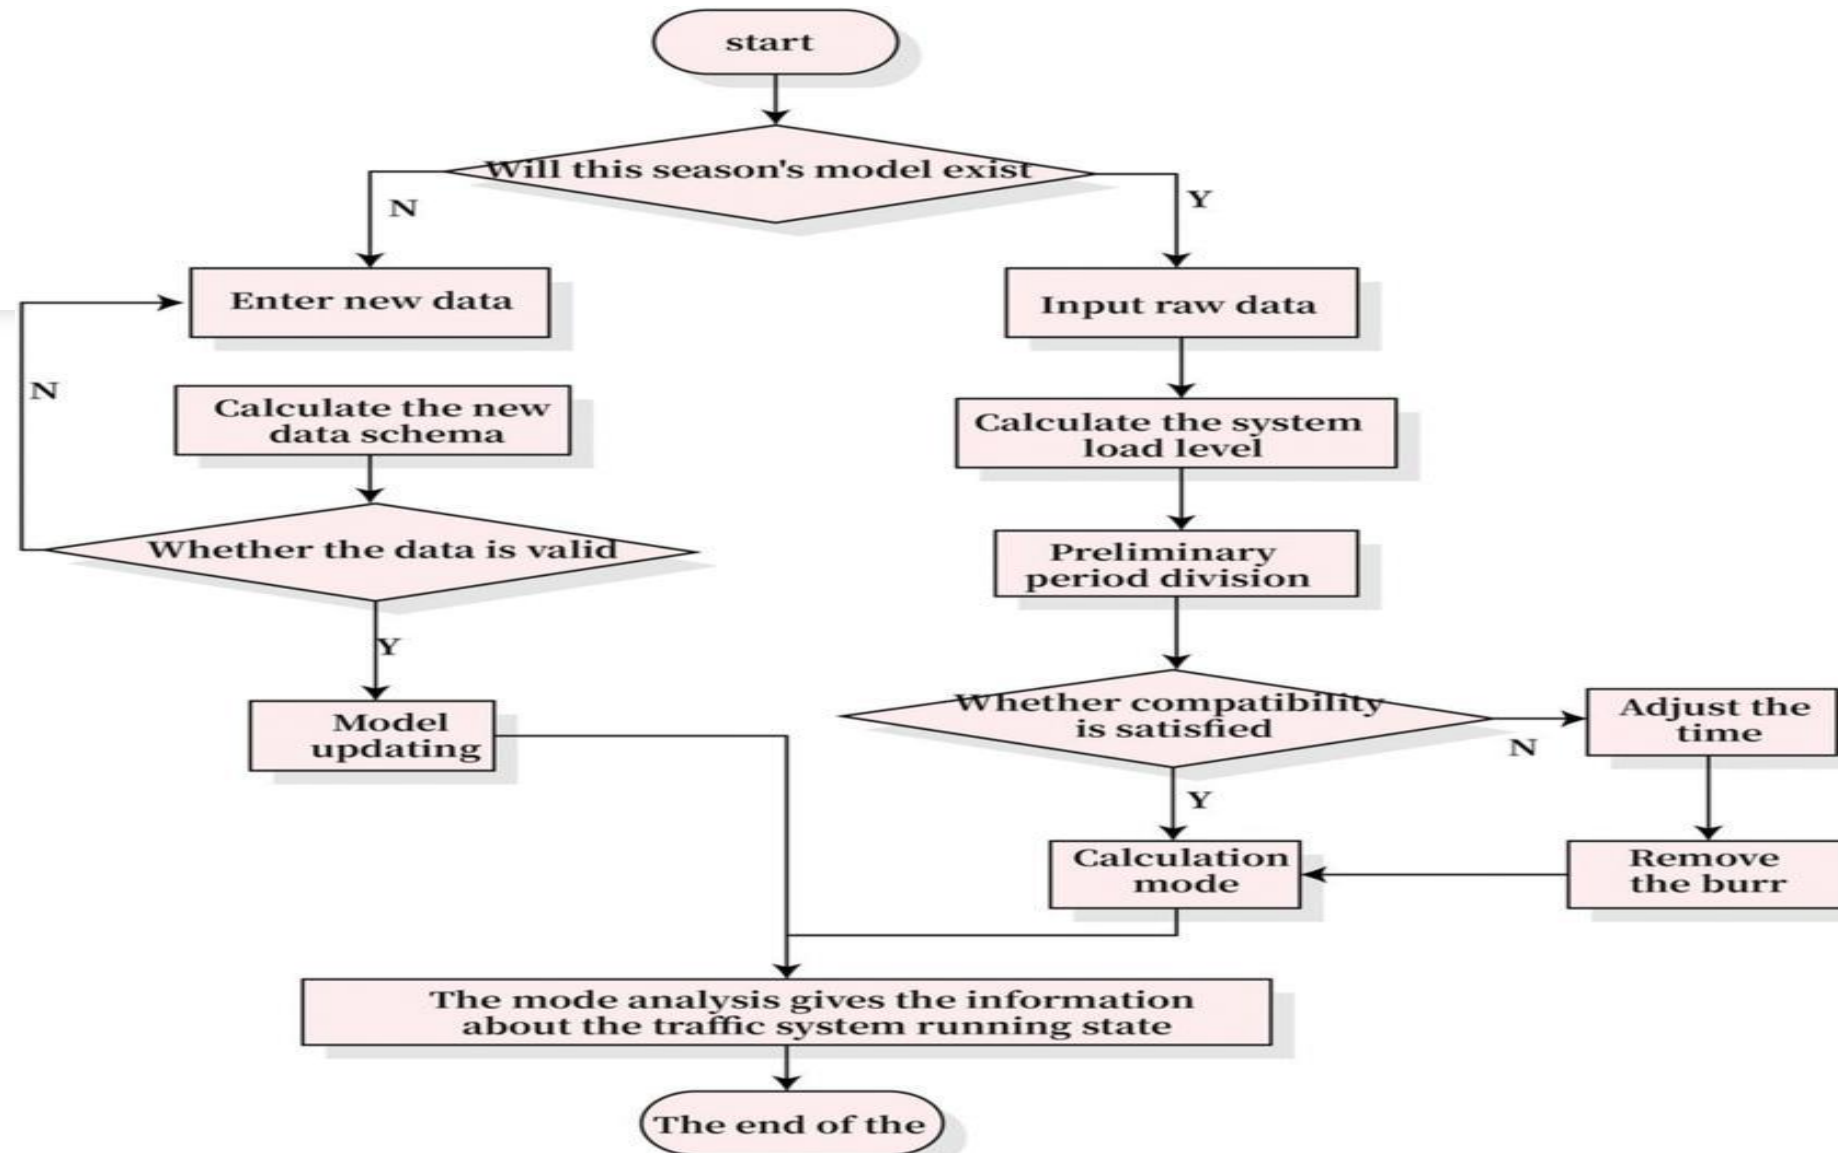 start
Will this season's model exist
N
Y
Enter new data
Input raw data
N
Calculate the new
data schema
Calculate the system
load level
Whether the data is valid
Preliminary
period division
Y
Model
updating
Whether compatibility
is satisfied
N
Adjust the
time
Y
Calculation
mode
Remove
the burr
The mode analysis gives the information
about the traffic system running state
The end of the